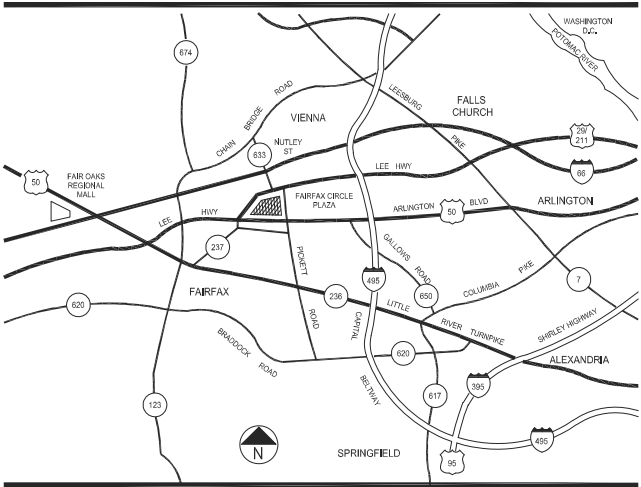 WASHINGTON
D.C.
POTOMAC RIVER
674
CHAIN BRIDGE ROAD
VIENNA
LEESBURG PIKE
FALLS
CHURCH
29/
211
NUTLEY
ST
633
LEE HWY
66
FAIR OAKS
REGIONAL
MALL
50
FAIRFAX CIRCLE
PLAZA
ARLINGTON BLVD
50
ARLINGTON
LEE HWY
237
PICKETT ROAD
GALLOWS ROAD
495
650
COLUMBIA PIKE
7
FAIRFAX
236
LITTLE RIVER TURNPIKE
620
BRADDOCK ROAD
CAPITAL BELTWAY
620
SHIRLEY HIGHWAY
ALEXANDRIA
395
617
123
N
SPRINGFIELD
95
495